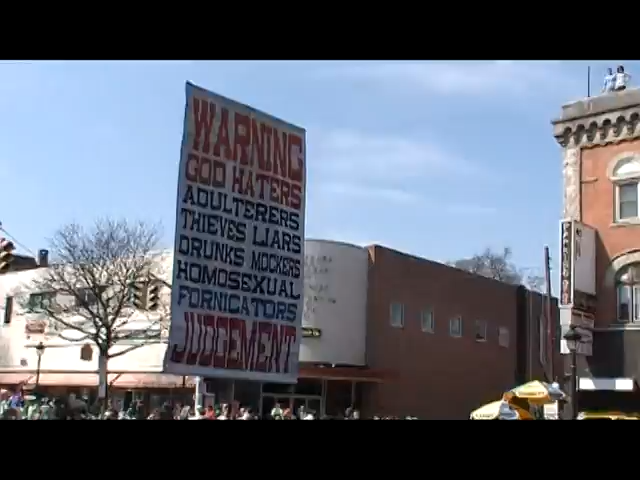 WARNING
GOD HATERS
ADULTERERS
THIEVES LIARS
DRUNKS MOCKERS
HOMOSEXUAL
FORNICATORS
JUDGEMENT